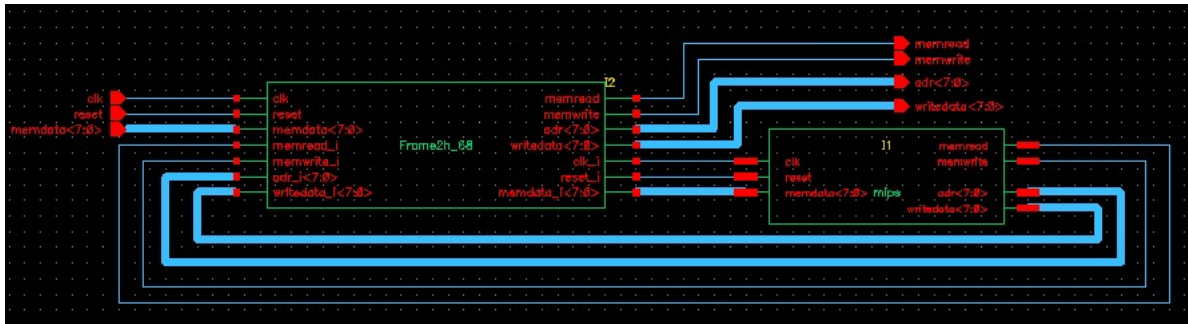 memread
memwrite
adr<7:0>
writedata<7:0>
clk
reset
memdata<7:0>
I2
clk
reset
memdata<7:0>
memread_i
memwrite_i
adr_i<7:0>
writedata_i<7:0>
Frame2h_68
memread
memwrite
adr<7:0>
writedata<7:0>
clk_i
reset_i
memdata_i<7:0>
I1
clk
reset
memdata<7:0>
mips
memread
memwrite
adr<7:0>
writedata<7:0>